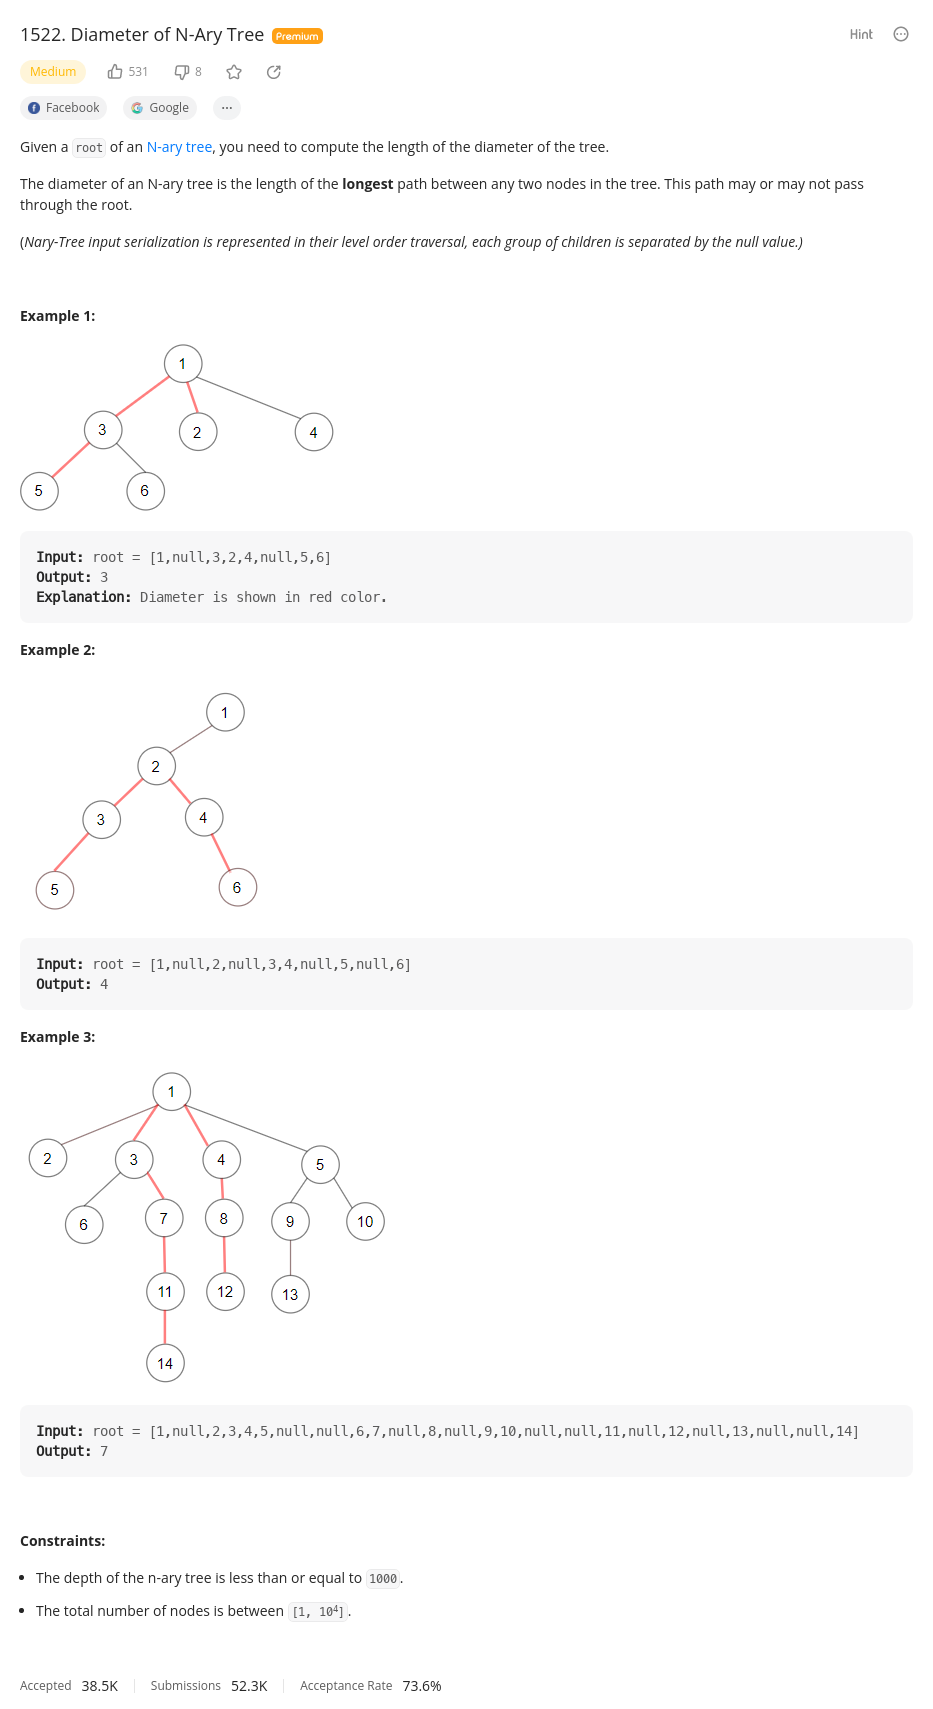 1522. Diameter of N-Ary Tree Premium Hint
Medium 531 8
Facebook Google ...
Given a root of an N-ary tree, you need to compute the length of the diameter of the tree.
The diameter of an N-ary tree is the length of the longest path between any two nodes in the tree. This path may or may not pass
through the root.
(Nary-Tree input serialization is represented in their level order traversal, each group of children is separated by the null value.)
Example 1:
1
3 2 4
5 6
Input: root = [1,null,3,2,4,null,5,6]
Output: 3
Explanation: Diameter is shown in red color.
Example 2:
1
2
3 4
5 6
Input: root = [1,null,2,null,3,4,null,5,null,6]
Output: 4
Example 3:
1
2 3 4 5
6 7 8 9 10
11 12 13
14
Input: root = [1,null,2,3,4,5,null,null,6,7,null,8,null,9,10,null,null,11,null,12,null,13,null,null,14]
Output: 7
Constraints:
• The depth of the n-ary tree is less than or equal to 1000.
• The total number of nodes is between [1, 10⁴].
Accepted 38.5K Submissions 52.3K Acceptance Rate 73.6%